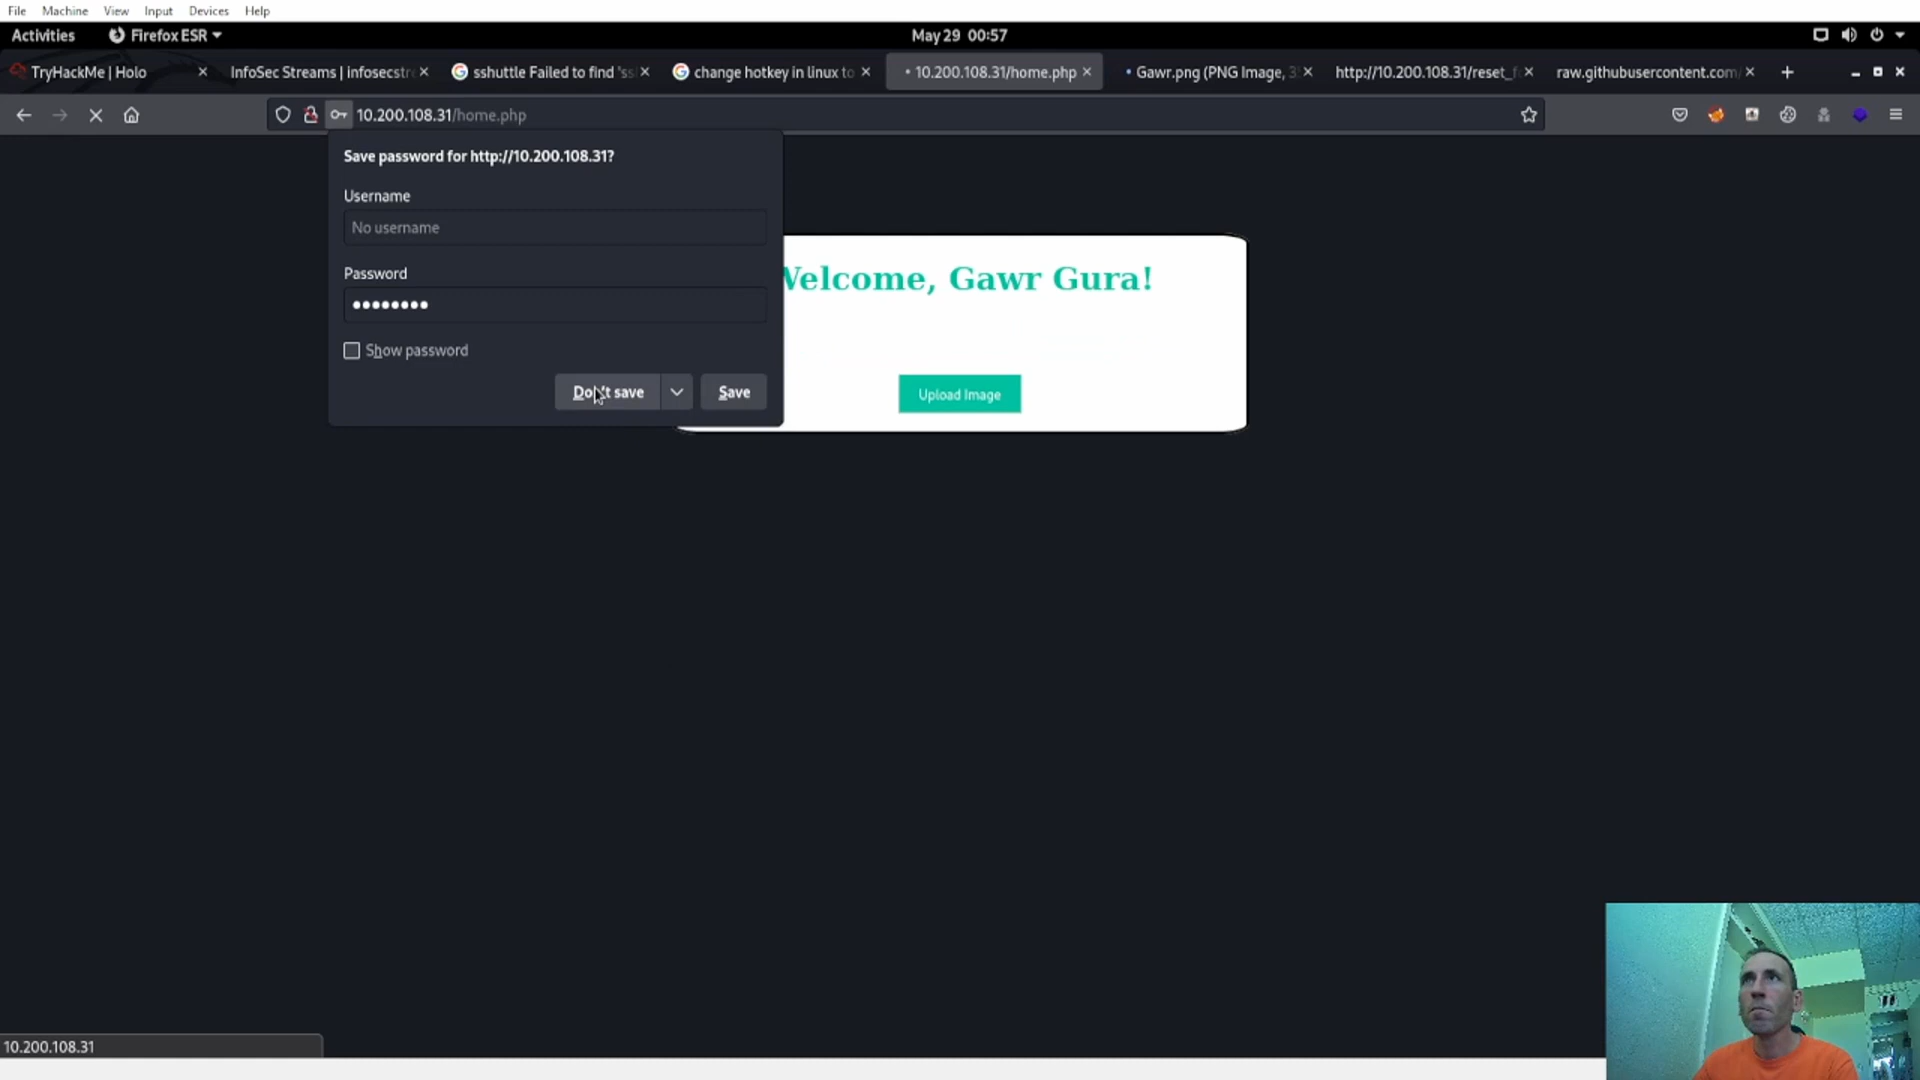 File Machine View Input Devices Help
Activities Firefox ESR May 29 00:57
TryHackMe | Holo InfoSec Streams | infosecstr sshuttle Failed to find 'ss change hotkey in linux to 10.200.108.31/home.php Gawr.png (PNG Image, 3 http://10.200.108.31/reset_f raw.githubusercontent.com/
10.200.108.31/home.php
Save password for http://10.200.108.31?
Username
No username
Password
••••••••
Show password
Don't save Save
Welcome, Gawr Gura!
Upload Image
10.200.108.31